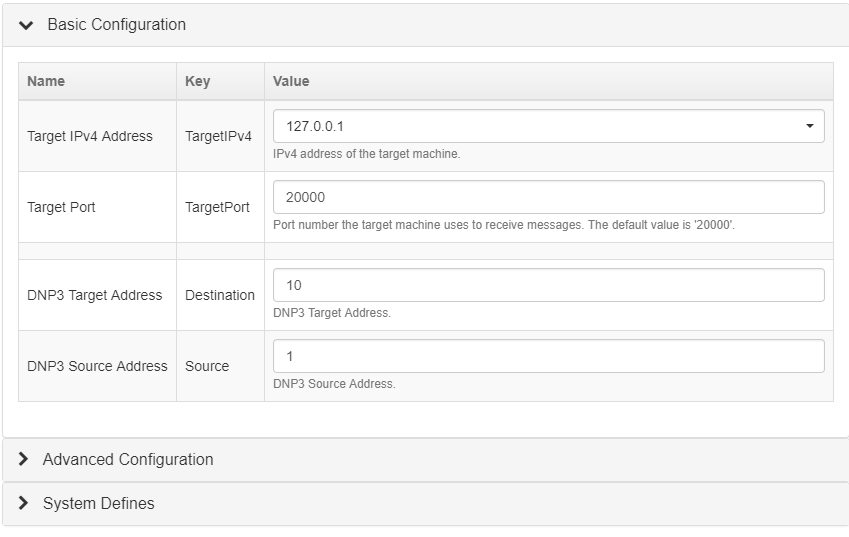 Basic Configuration
Name Key Value
Target IPv4 Address TargetIPv4 127.0.0.1
IPv4 address of the target machine.
Target Port TargetPort 20000
Port number the target machine uses to receive messages. The default value is '20000'.
DNP3 Target Address Destination 10
DNP3 Target Address.
DNP3 Source Address Source 1
DNP3 Source Address.
Advanced Configuration
System Defines